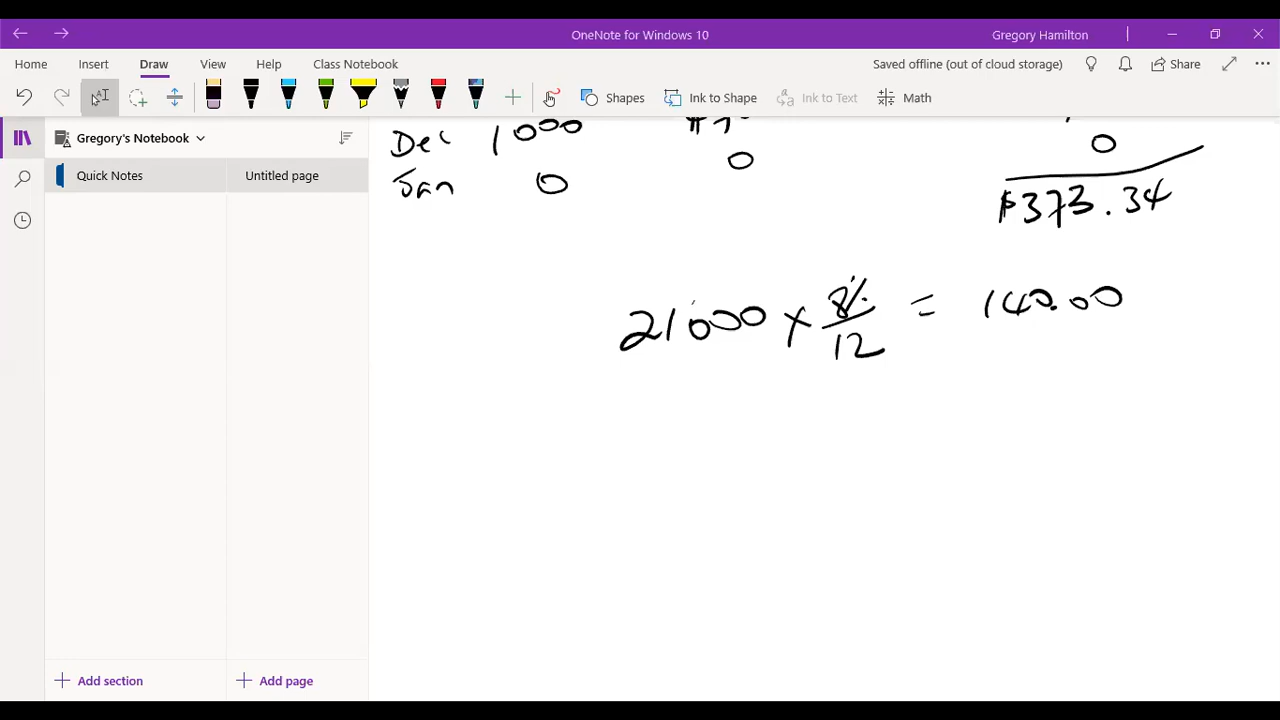 OneNote for Windows 10
Gregory Hamilton
Home Insert Draw View Help Class Notebook
Saved offline (out of cloud storage)
Share
Shapes
Ink to Shape
Ink to Text
Math
Gregory's Notebook
Quick Notes
Untitled page
Dec 1000
0
Jan 0 0
$373.34
21000 x 8%/12 = 140.00
Add section
Add page